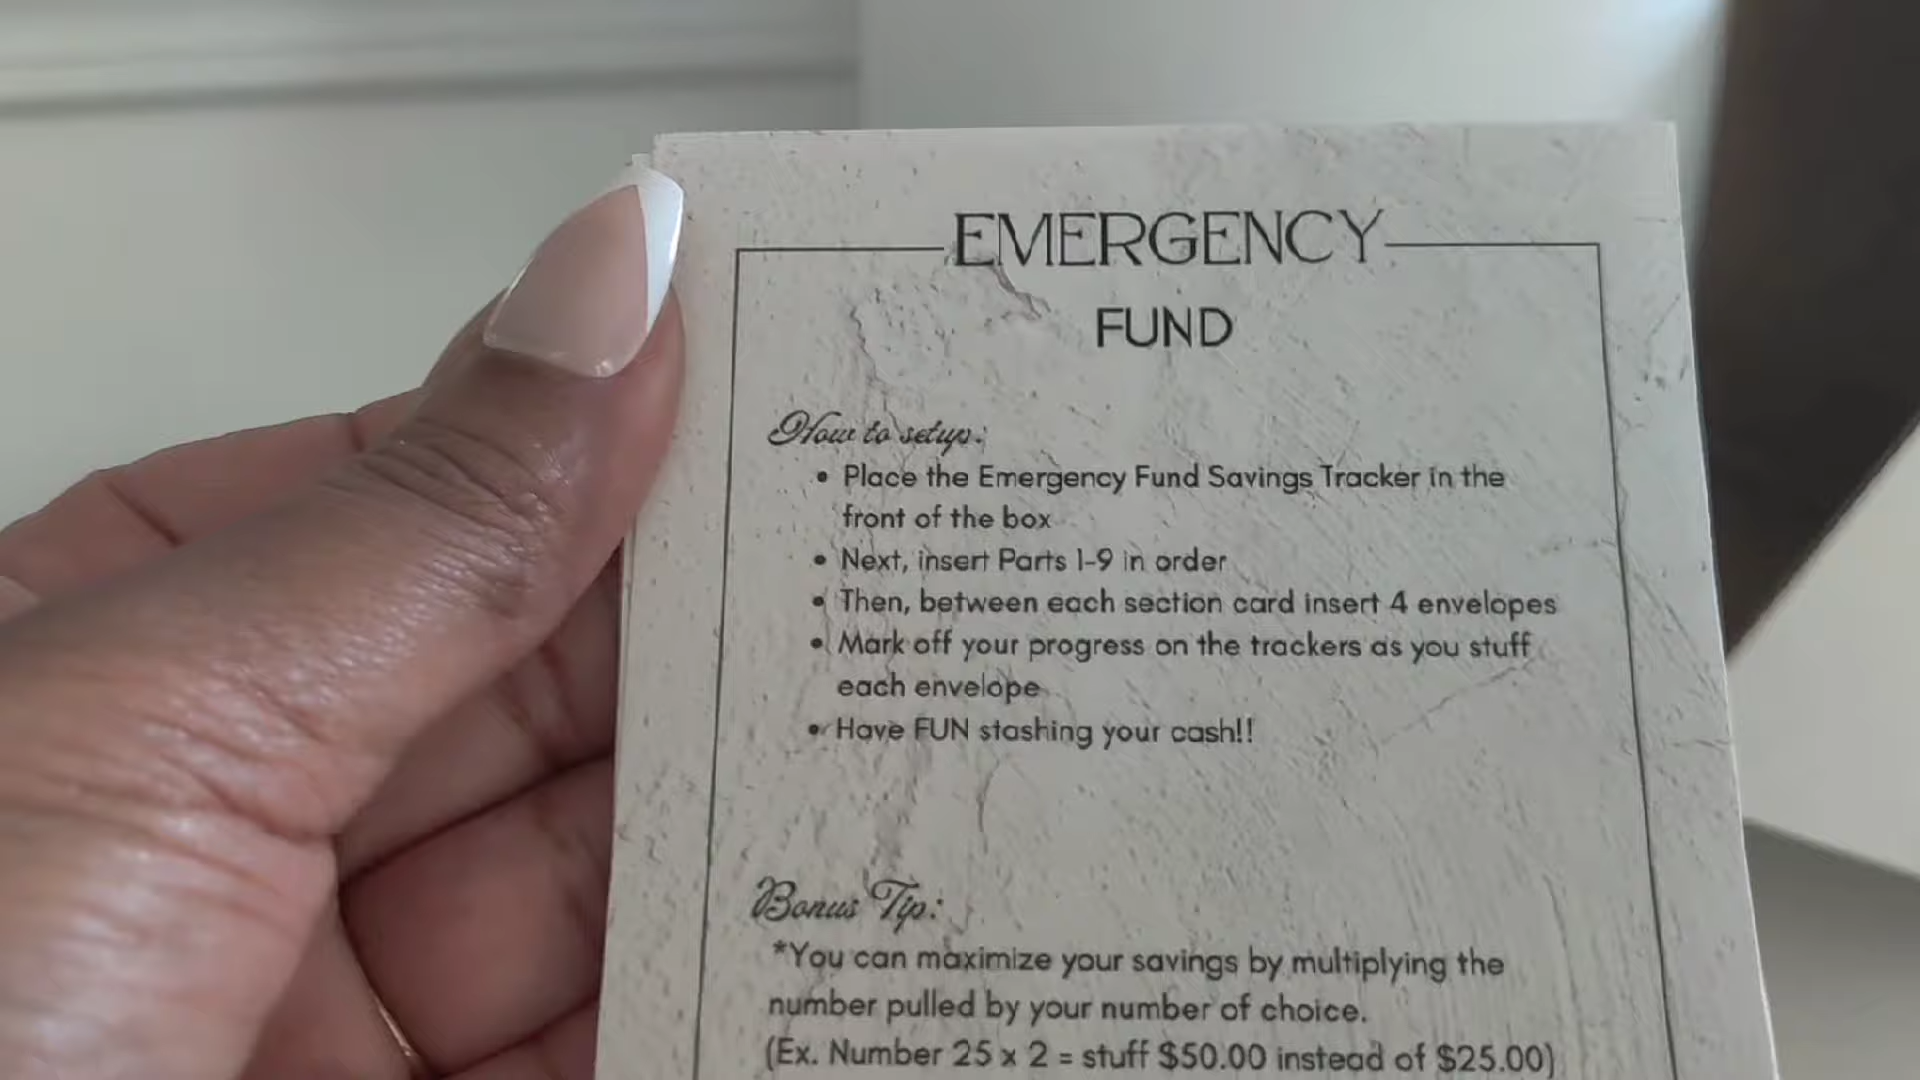 EMERGENCY
FUND
How to setup:
• Place the Emergency Fund Savings Tracker in the
front of the box
• Next, insert Parts 1-9 in order
• Then, between each section card insert 4 envelopes
• Mark off your progress on the trackers as you stuff
each envelope
• Have FUN stashing your cash!!
Bonus Tip:
*You can maximize your savings by multiplying the
number pulled by your number of choice.
(Ex. Number 25 x 2 = stuff $50.00 instead of $25.00)